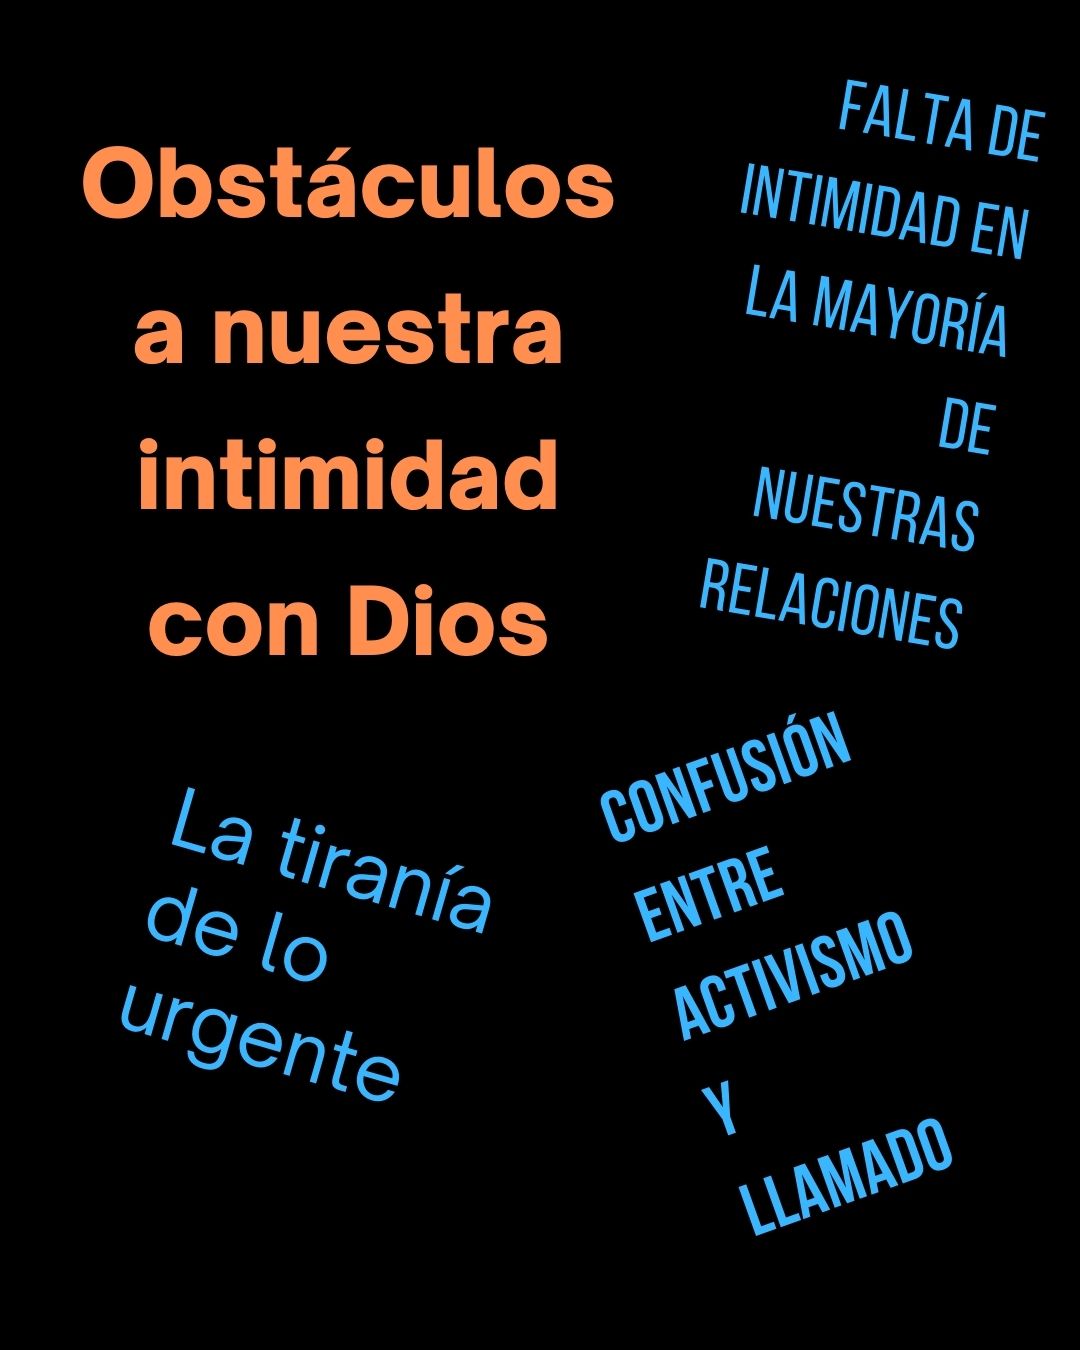 Obstáculos
a nuestra
intimidad
con Dios
FALTA DE
INTIMIDAD EN
LA MAYORÍA
DE
NUESTRAS
RELACIONES
La tiranía
de lo
urgente
CONFUSIÓN
ENTRE
ACTIVISMO
Y
LLAMADO